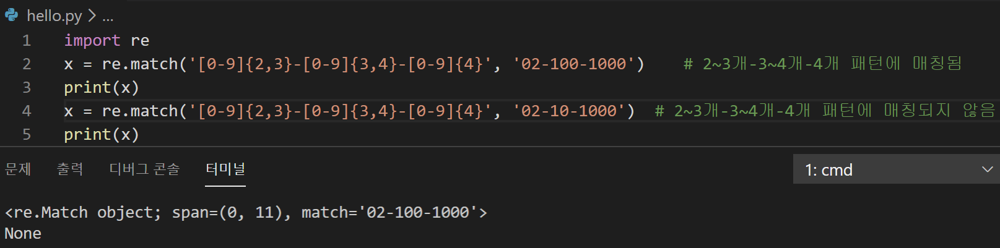 hello.py > ...
1 import re
2 x = re.match('[0-9]{2,3}-[0-9]{3,4}-[0-9]{4}', '02-100-1000')    # 2~3개-3~4개-4개 패턴에 매칭됨
3 print(x)
4 x = re.match('[0-9]{2,3}-[0-9]{3,4}-[0-9]{4}', '02-10-1000')  # 2~3개-3~4개-4개 패턴에 매칭되지 않음
5 print(x)
문제 출력 디버그 콘솔 터미널 1: cmd
<re.Match object; span=(0, 11), match='02-100-1000'>
None